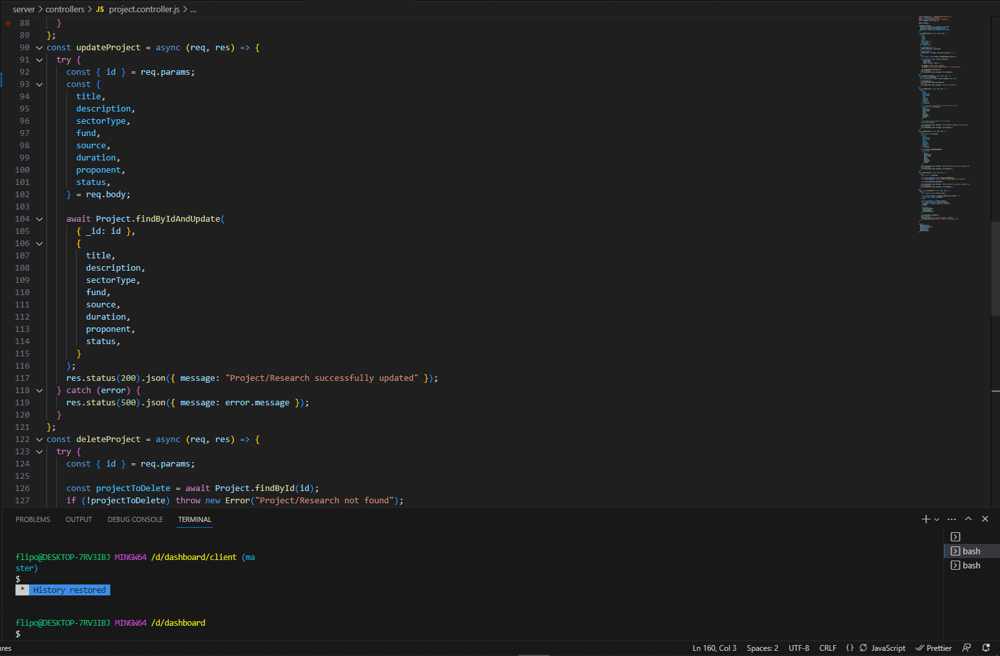 server > controllers > JS project.controller.js > ...
88 }
89 };
90 const updateProject = async (req, res) => {
91 try {
92 const { id } = req.params;
93 const {
94 title,
95 description,
96 sectorType,
97 fund,
98 source,
99 duration,
100 proponent,
101 status,
102 } = req.body;
103
104 await Project.findByIdAndUpdate(
105 { _id: id },
106 {
107 title,
108 description,
109 sectorType,
110 fund,
111 source,
112 duration,
113 proponent,
114 status,
115 }
116 );
117 res.status(200).json({ message: "Project/Research successfully updated" });
118 } catch (error) {
119 res.status(500).json({ message: error.message });
120 }
121 };
122 const deleteProject = async (req, res) => {
123 try {
124 const { id } = req.params;
125
126 const projectToDelete = await Project.findById(id);
127 if (!projectToDelete) throw new Error("Project/Research not found");
PROBLEMS OUTPUT DEBUG CONSOLE TERMINAL
flipo@DESKTOP-7RV3IBJ MINGW64 /d/dashboard/client (ma
ster)
$
* History restored
flipo@DESKTOP-7RV3IBJ MINGW64 /d/dashboard
$
bash
bash
ures Ln 160, Col 3 Spaces: 2 UTF-8 CRLF {} JavaScript Prettier